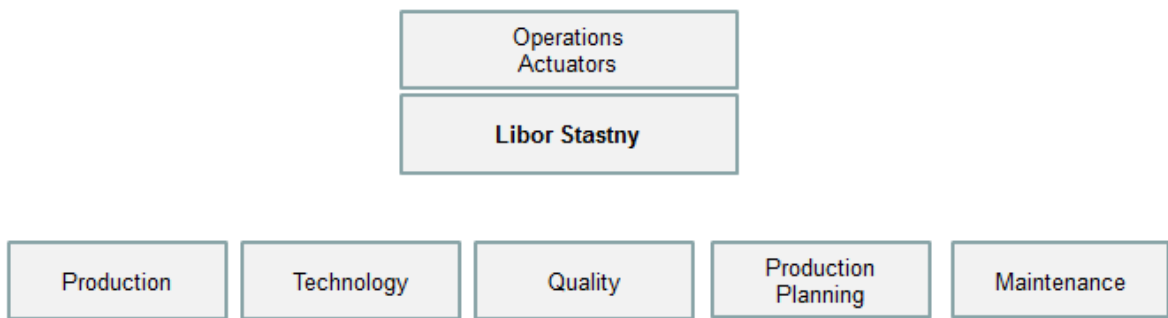 Operations
Actuators
Libor Stastny
Production
Technology
Quality
Production
Planning
Maintenance